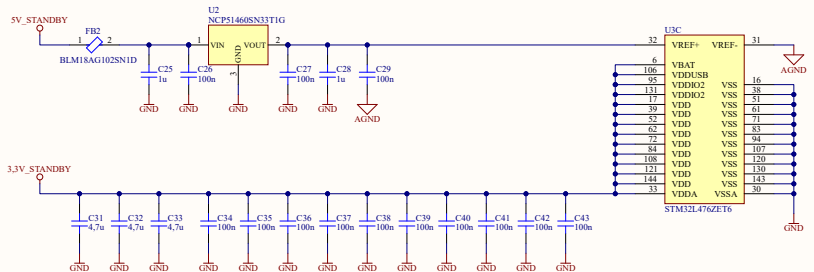 U2
5V_STANDBY
NCP51460SN33T1G
FB2
U3C
1
2
1
VIN
VOUT
2
32
VREF+
VREF-
31
BLM18AG102SN1D
GND
3
C25
1u
C26
100n
C27
100n
C28
1u
C29
100n
AGND
GND
GND
GND
GND
GND
AGND
6
VBAT
106
VDDUSB
95
VDDIO2
VSS
16
131
VDDIO2
VSS
38
17
VDD
VSS
51
39
VDD
VSS
61
52
VDD
VSS
71
62
VDD
VSS
83
72
VDD
VSS
94
84
VDD
VSS
107
108
VDD
VSS
120
121
VDD
VSS
130
144
VDD
VSS
143
33
VDDA
VSSA
30
STM32L476ZET6
GND
3,3V_STANDBY
C31
4,7u
C32
4,7u
C33
4,7u
C34
100n
C35
100n
C36
100n
C37
100n
C38
100n
C39
100n
C40
100n
C41
100n
C42
100n
C43
100n
GND
GND
GND
GND
GND
GND
GND
GND
GND
GND
GND
GND
GND